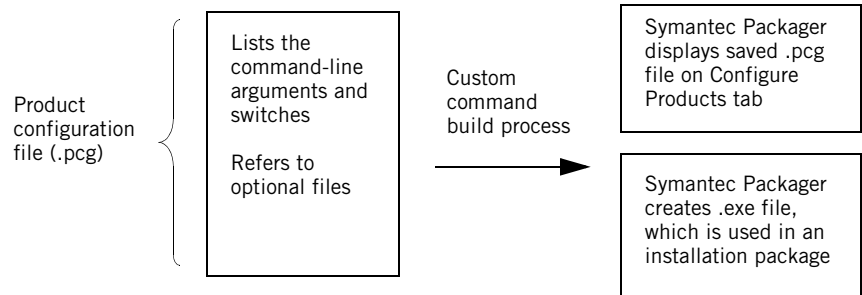 Product
configuration
file (.pcg)
Lists the
command-line
arguments and
switches
Refers to
optional files
Custom
command
build process
Symantec Packager
displays saved .pcg
file on Configure
Products tab
Symantec Packager
creates .exe file,
which is used in an
installation package